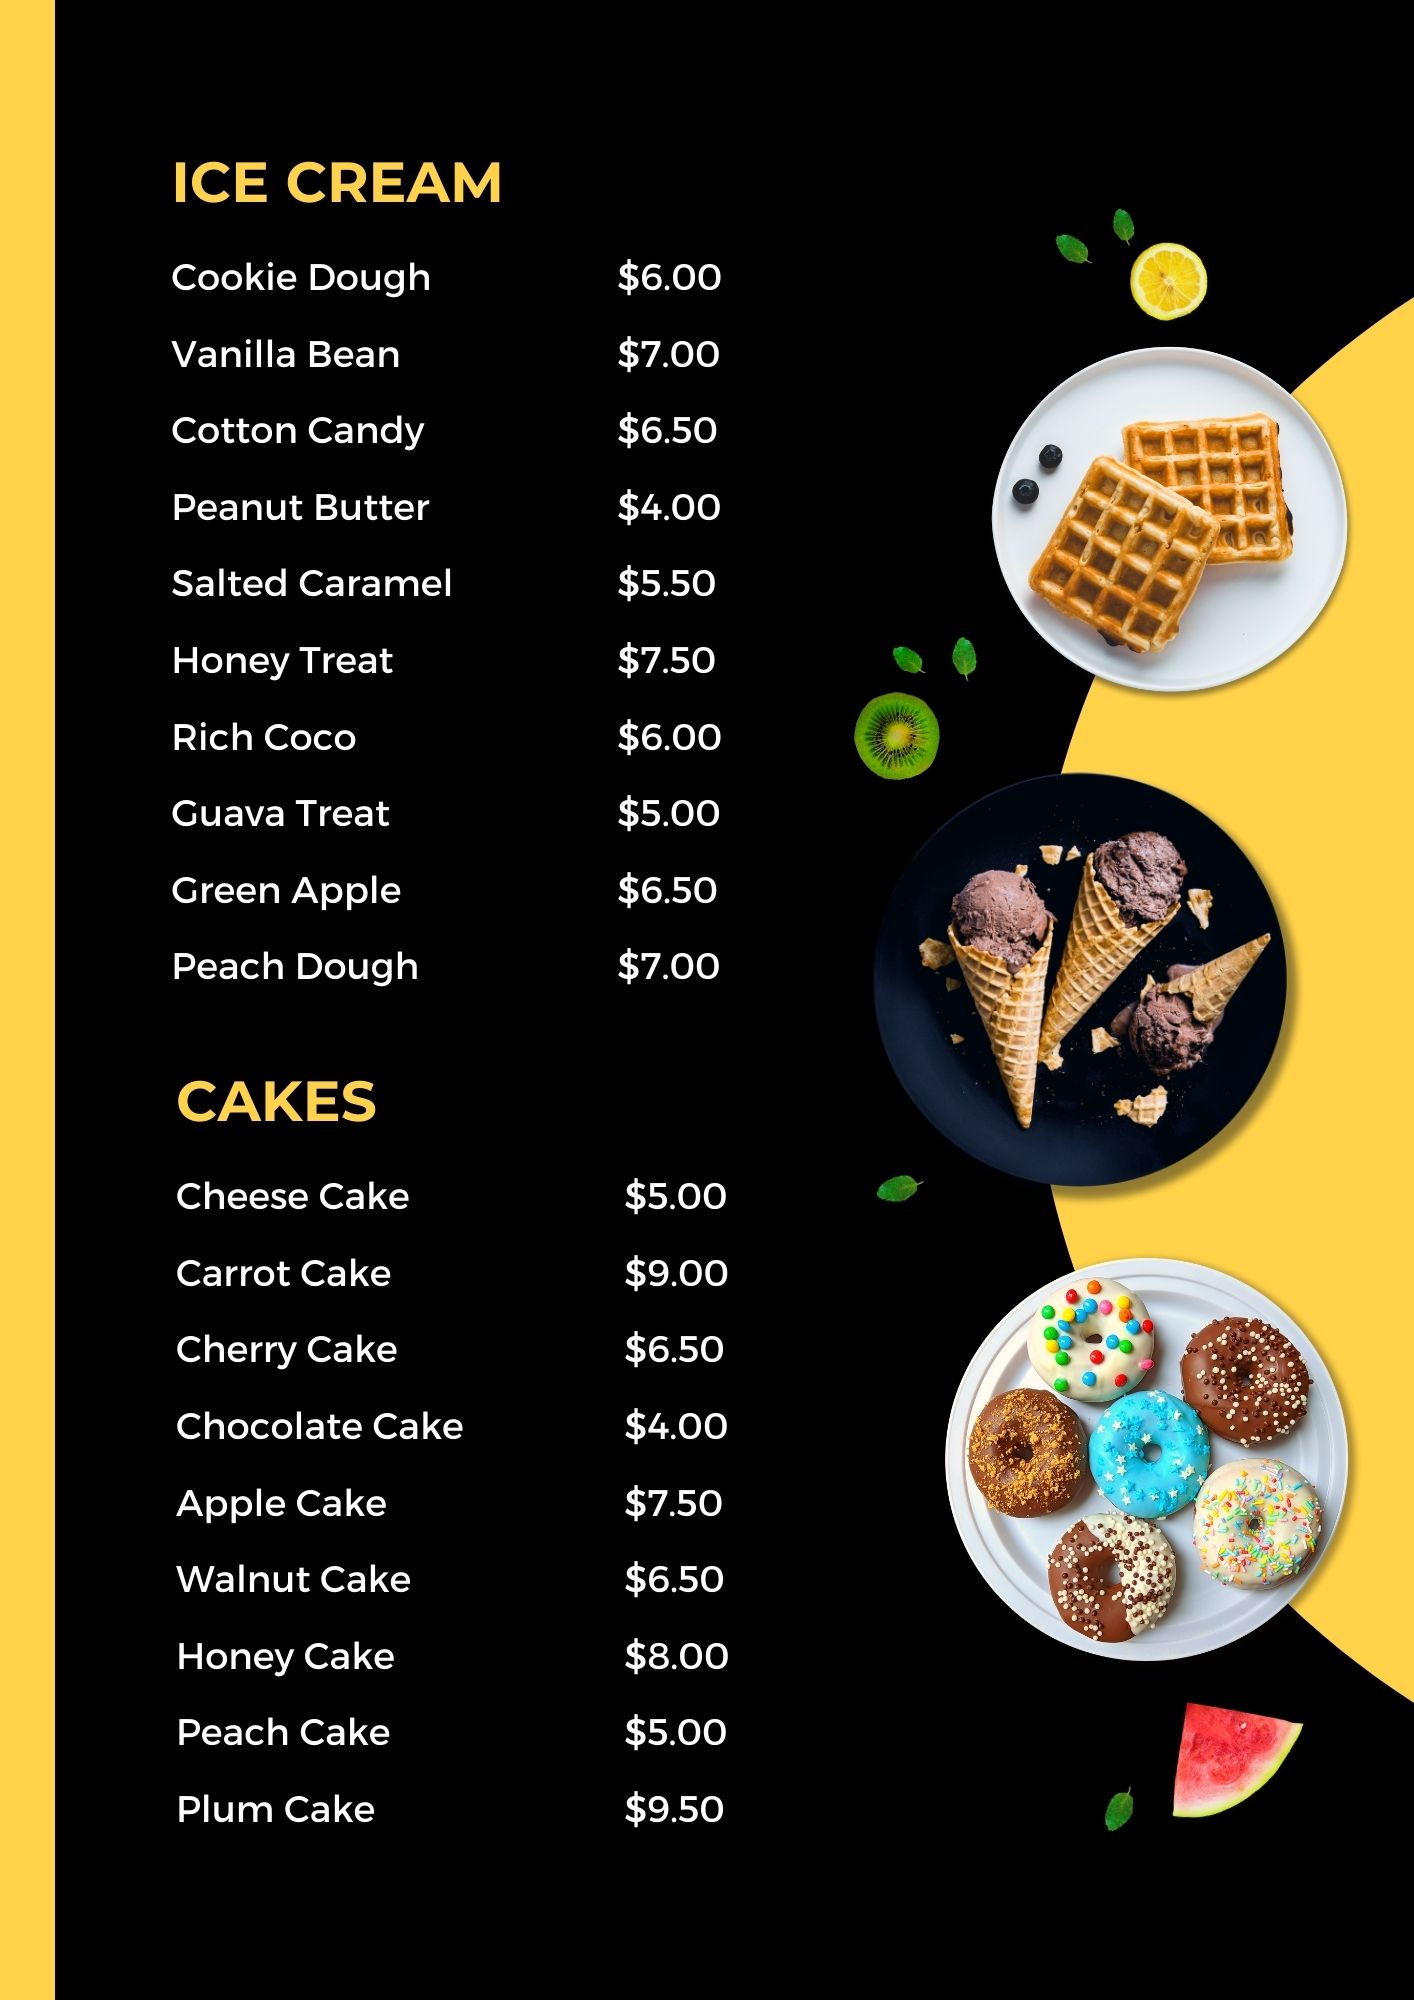 ICE CREAM
Cookie Dough $6.00
Vanilla Bean $7.00
Cotton Candy $6.50
Peanut Butter $4.00
Salted Caramel $5.50
Honey Treat $7.50
Rich Coco $6.00
Guava Treat $5.00
Green Apple $6.50
Peach Dough $7.00
CAKES
Cheese Cake $5.00
Carrot Cake $9.00
Cherry Cake $6.50
Chocolate Cake $4.00
Apple Cake $7.50
Walnut Cake $6.50
Honey Cake $8.00
Peach Cake $5.00
Plum Cake $9.50